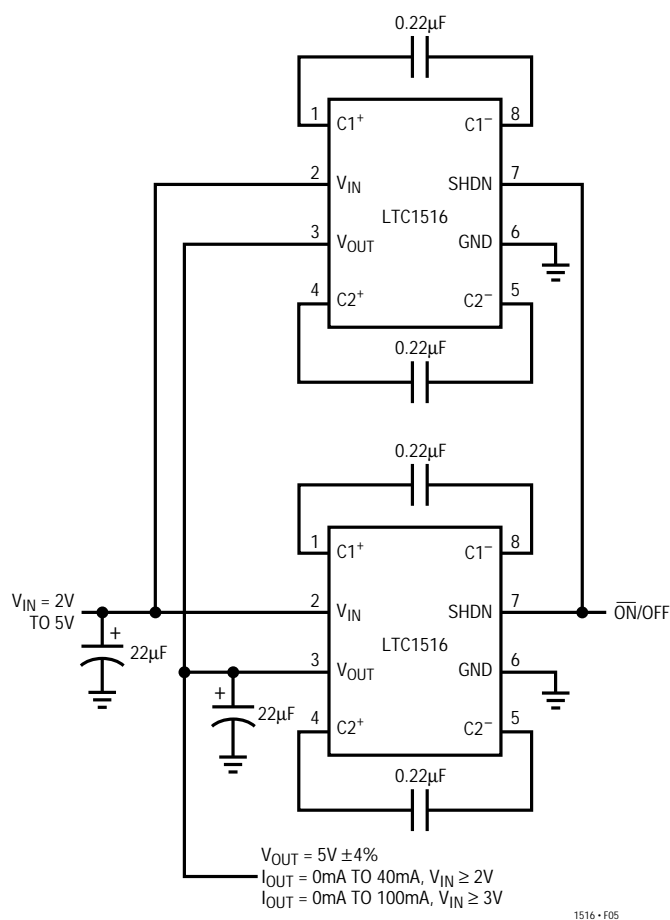 0.22µF
1 C1⁺ C1⁻ 8
2 VIN SHDN 7
LTC1516
3 VOUT GND 6
4 C2⁺ C2⁻ 5
0.22µF
0.22µF
1 C1⁺ C1⁻ 8
VIN = 2V
TO 5V
2 VIN SHDN 7
O̅N̅/OFF
LTC1516
+
22µF
3 VOUT GND 6
+
22µF
4 C2⁺ C2⁻ 5
0.22µF
VOUT = 5V ±4%
IOUT = 0mA TO 40mA, VIN ≥ 2V
IOUT = 0mA TO 100mA, VIN ≥ 3V
1516 • F05